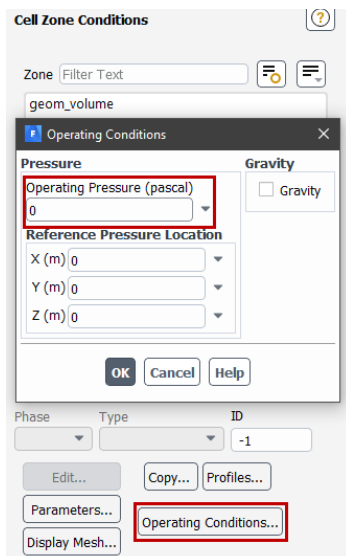 Cell Zone Conditions
?
Zone Filter Text
geom_volume
F Operating Conditions
Pressure Gravity
Operating Pressure (pascal) Gravity
0
Reference Pressure Location
X (m) 0
Y (m) 0
Z (m) 0
OK Cancel Help
Phase Type ID
-1
Edit... Copy... Profiles...
Parameters... Operating Conditions...
Display Mesh...